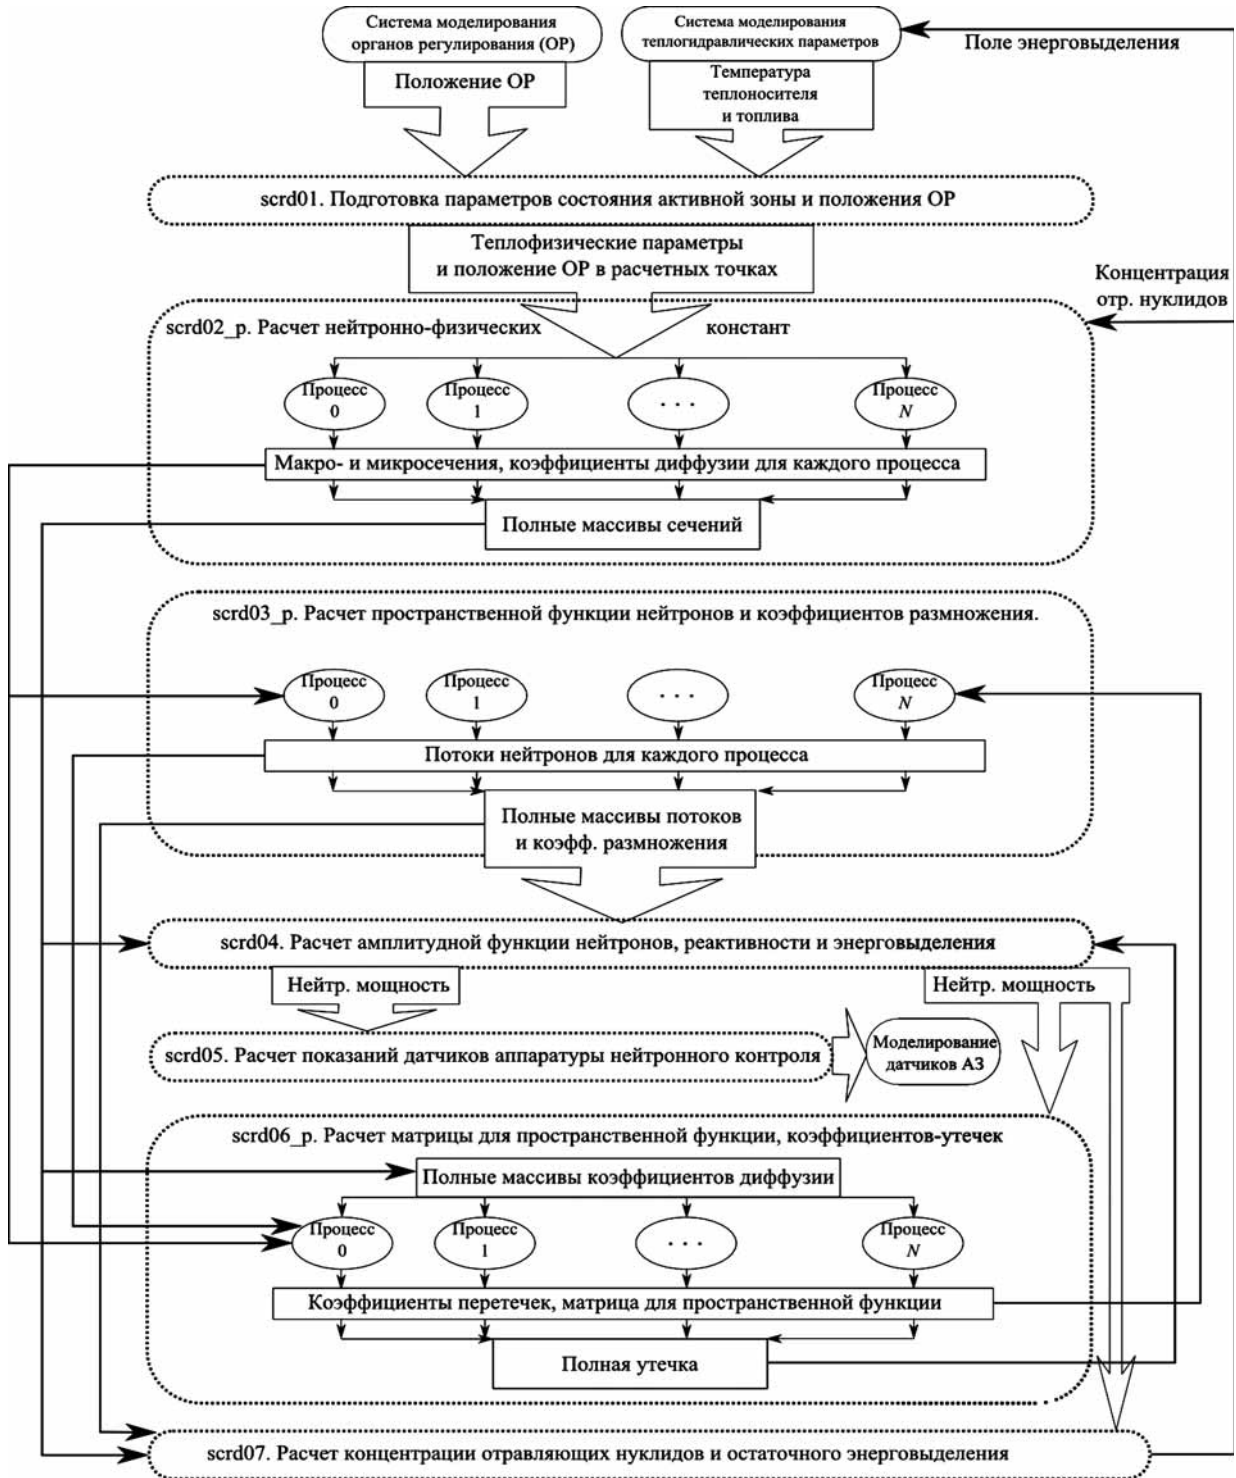 Система моделирования
органов регулирования (ОР)
Система моделирования
теплогидравлических параметров
Поле энерговыделения
Положение ОР
Температура
теплоносителя
и топлива
scrd01. Подготовка параметров состояния активной зоны и положения ОР
Теплофизические параметры
и положение ОР в расчетных точках
Концентрация
отр. нуклидов
scrd02_p. Расчет нейтронно-физических констант
Процесс
0
Процесс
1
. . .
Процесс
N
Макро- и микросечения, коэффициенты диффузии для каждого процесса
Полные массивы сечений
scrd03_p. Расчет пространственной функции нейтронов и коэффициентов размножения.
Процесс
0
Процесс
1
. . .
Процесс
N
Потоки нейтронов для каждого процесса
Полные массивы потоков
и коэфф. размножения
scrd04. Расчет амплитудной функции нейтронов, реактивности и энерговыделения
Нейтр. мощность
Нейтр. мощность
scrd05. Расчет показаний датчиков аппаратуры нейтронного контроля
Моделирование
датчиков АЗ
scrd06_p. Расчет матрицы для пространственной функции, коэффициентов-утечек
Полные массивы коэффициентов диффузии
Процесс
0
Процесс
1
. . .
Процесс
N
Коэффициенты перетечек, матрица для пространственной функции
Полная утечка
scrd07. Расчет концентрации отравляющих нуклидов и остаточного энерговыделения